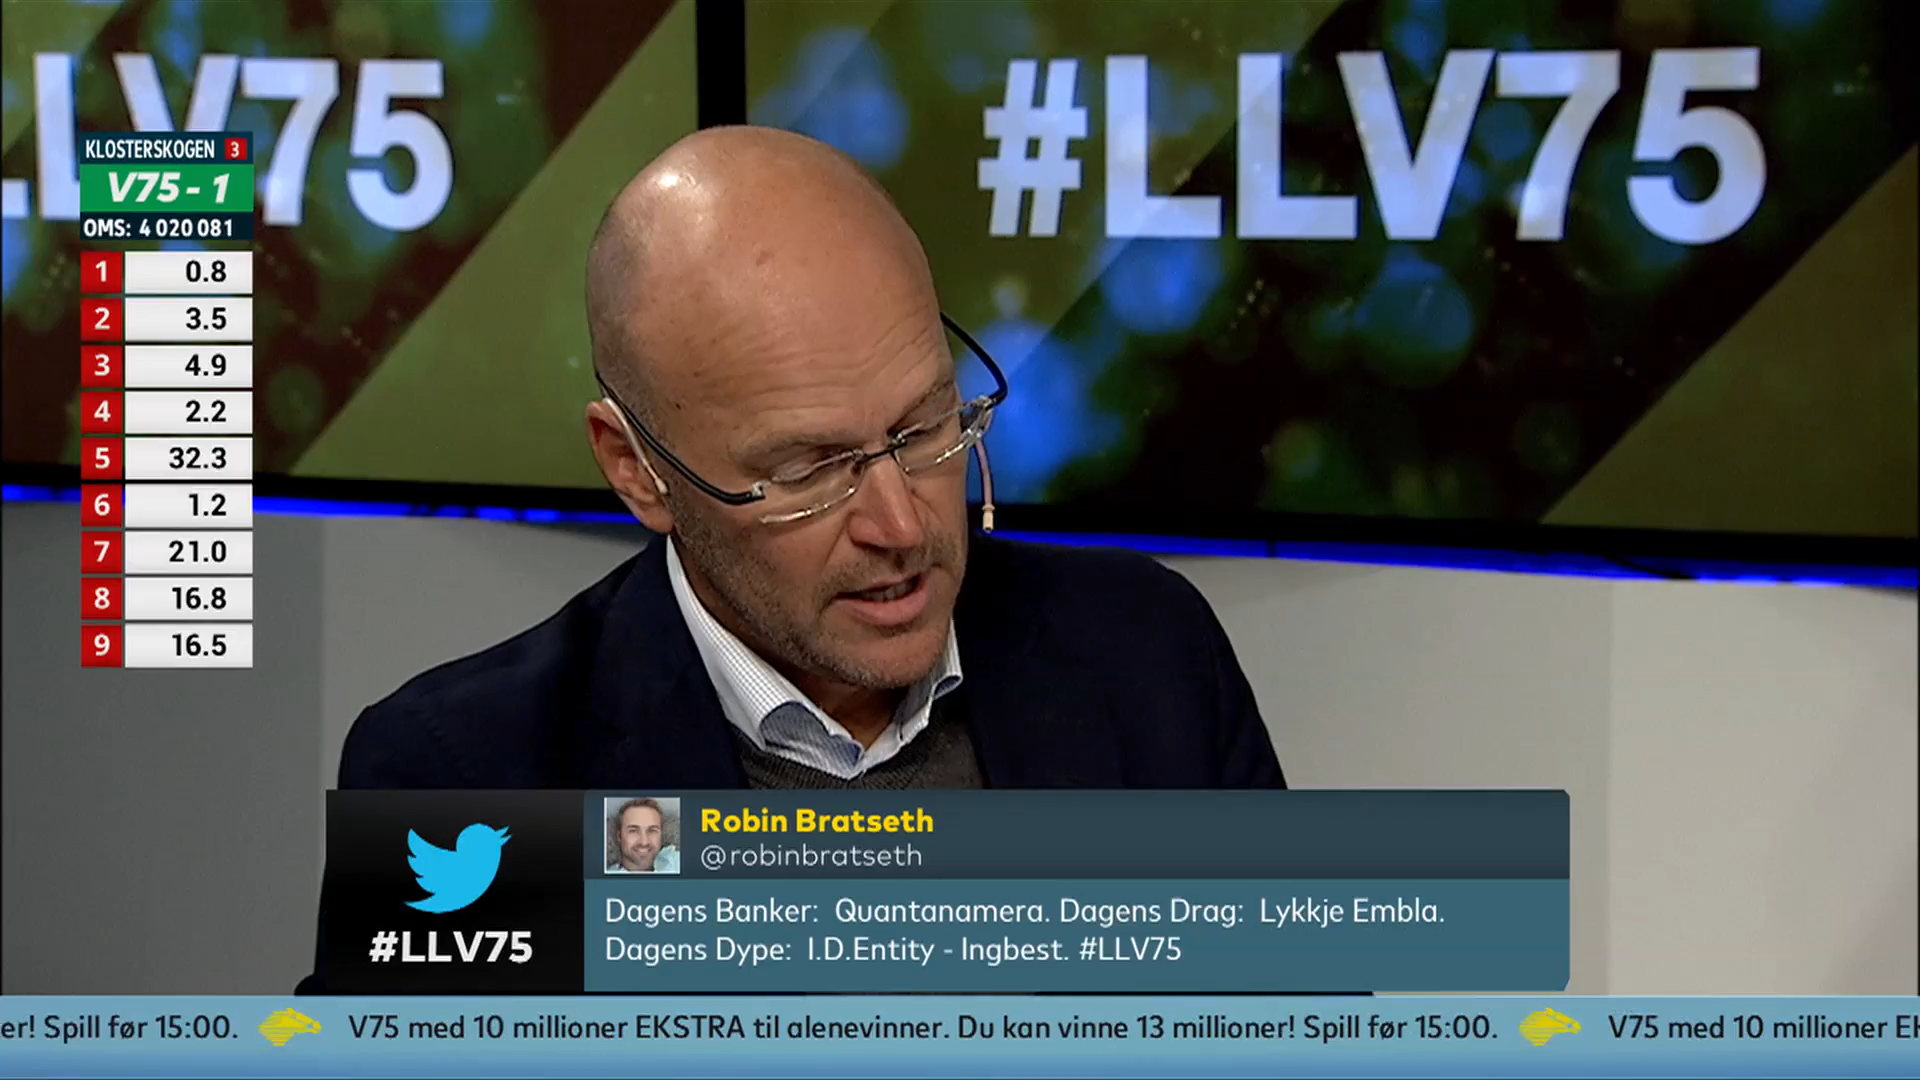 LLV75
#LLV75
KLOSTERSKOGEN 3
V75 - 1
OMS: 4 020 081
1 0.8
2 3.5
3 4.9
4 2.2
5 32.3
6 1.2
7 21.0
8 16.8
9 16.5
Robin Bratseth
@robinbratseth
#LLV75
Dagens Banker: Quantanamera. Dagens Drag: Lykkje Embla.
Dagens Dype: I.D.Entity - Ingbest. #LLV75
er! Spill før 15:00. V75 med 10 millioner EKSTRA til alenevinner. Du kan vinne 13 millioner! Spill før 15:00. V75 med 10 millioner